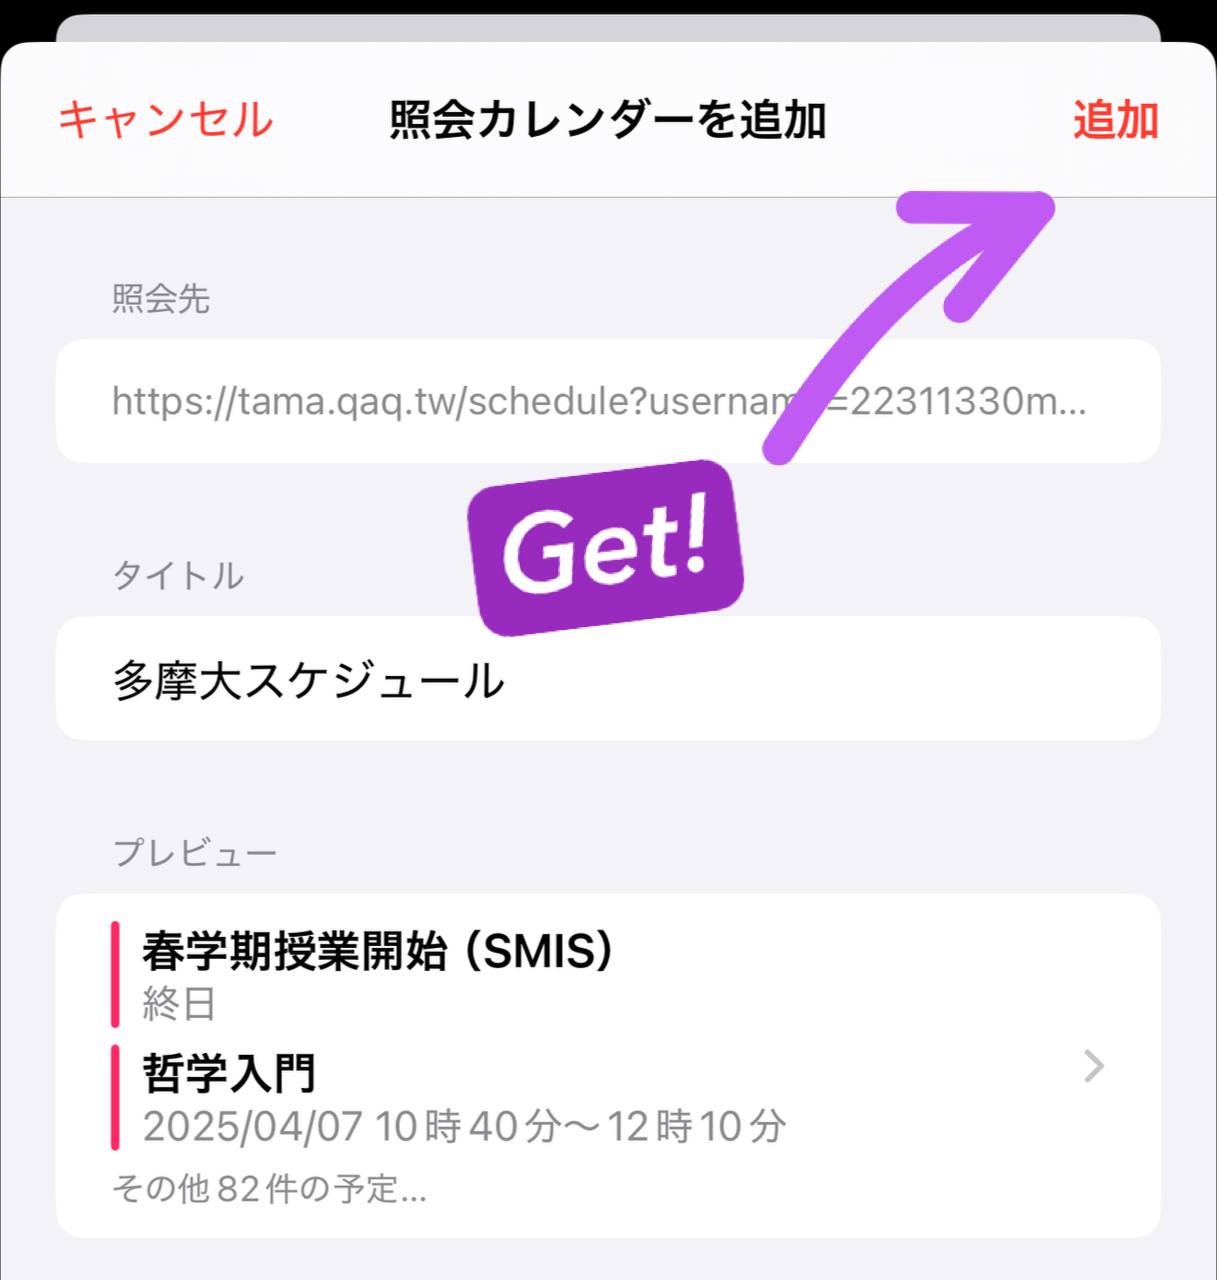 キャンセル
照会カレンダーを追加
追加
照会先
https://tama.qaq.tw/schedule?usernam =22311330m...
Get!
タイトル
多摩大スケジュール
プレビュー
春学期授業開始（SMIS）
終日
哲学入門
2025/04/07 10時40分〜12時10分
その他82件の予定...